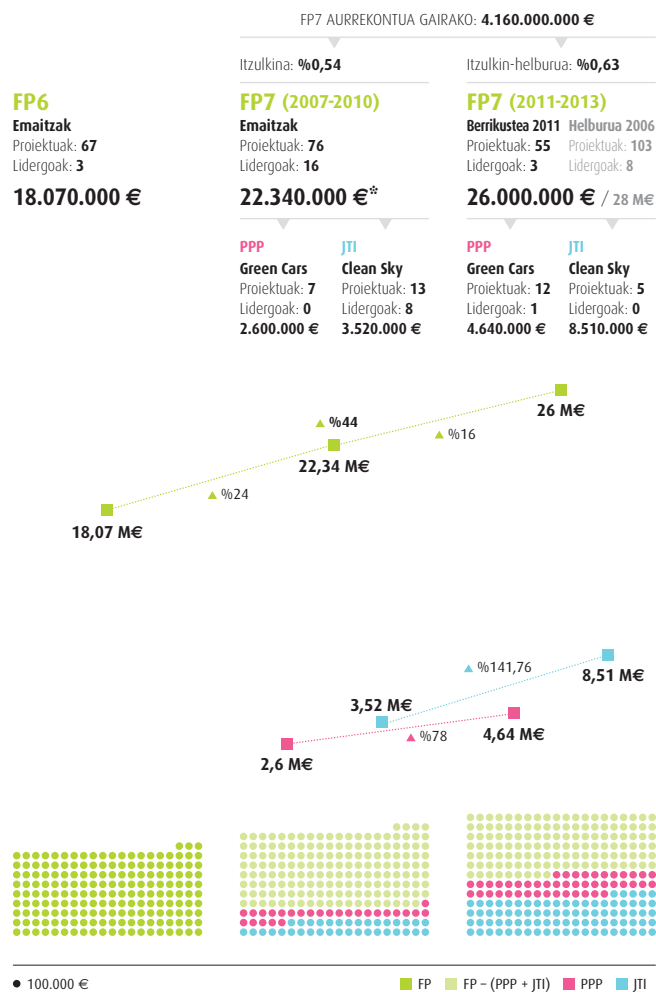 FP7 AURREKONTUA GAIRAKO: 4.160.000.000 €
Itzulkina: %0,54
Itzulkin-helburua: %0,63
FP6
Emaitzak
Proiektuak: 67
Lidergoak: 3
18.070.000 €
FP7 (2007-2010)
Emaitzak
Proiektuak: 76
Lidergoak: 16
22.340.000 €*
FP7 (2011-2013)
Berrikustea 2011 Helburua 2006
Proiektuak: 55 Proiektuak: 103
Lidergoak: 3 Lidergoak: 8
26.000.000 € / 28 M€
PPP
Green Cars
Proiektuak: 7
Lidergoak: 0
2.600.000 €
JTI
Clean Sky
Proiektuak: 13
Lidergoak: 8
3.520.000 €
PPP
Green Cars
Proiektuak: 12
Lidergoak: 1
4.640.000 €
JTI
Clean Sky
Proiektuak: 5
Lidergoak: 0
8.510.000 €
26 M€
%44
%16
22,34 M€
%24
18,07 M€
%141,76
8,51 M€
3,52 M€
4,64 M€
%78
2,6 M€
100.000 €
FP FP – (PPP + JTI) PPP JTI